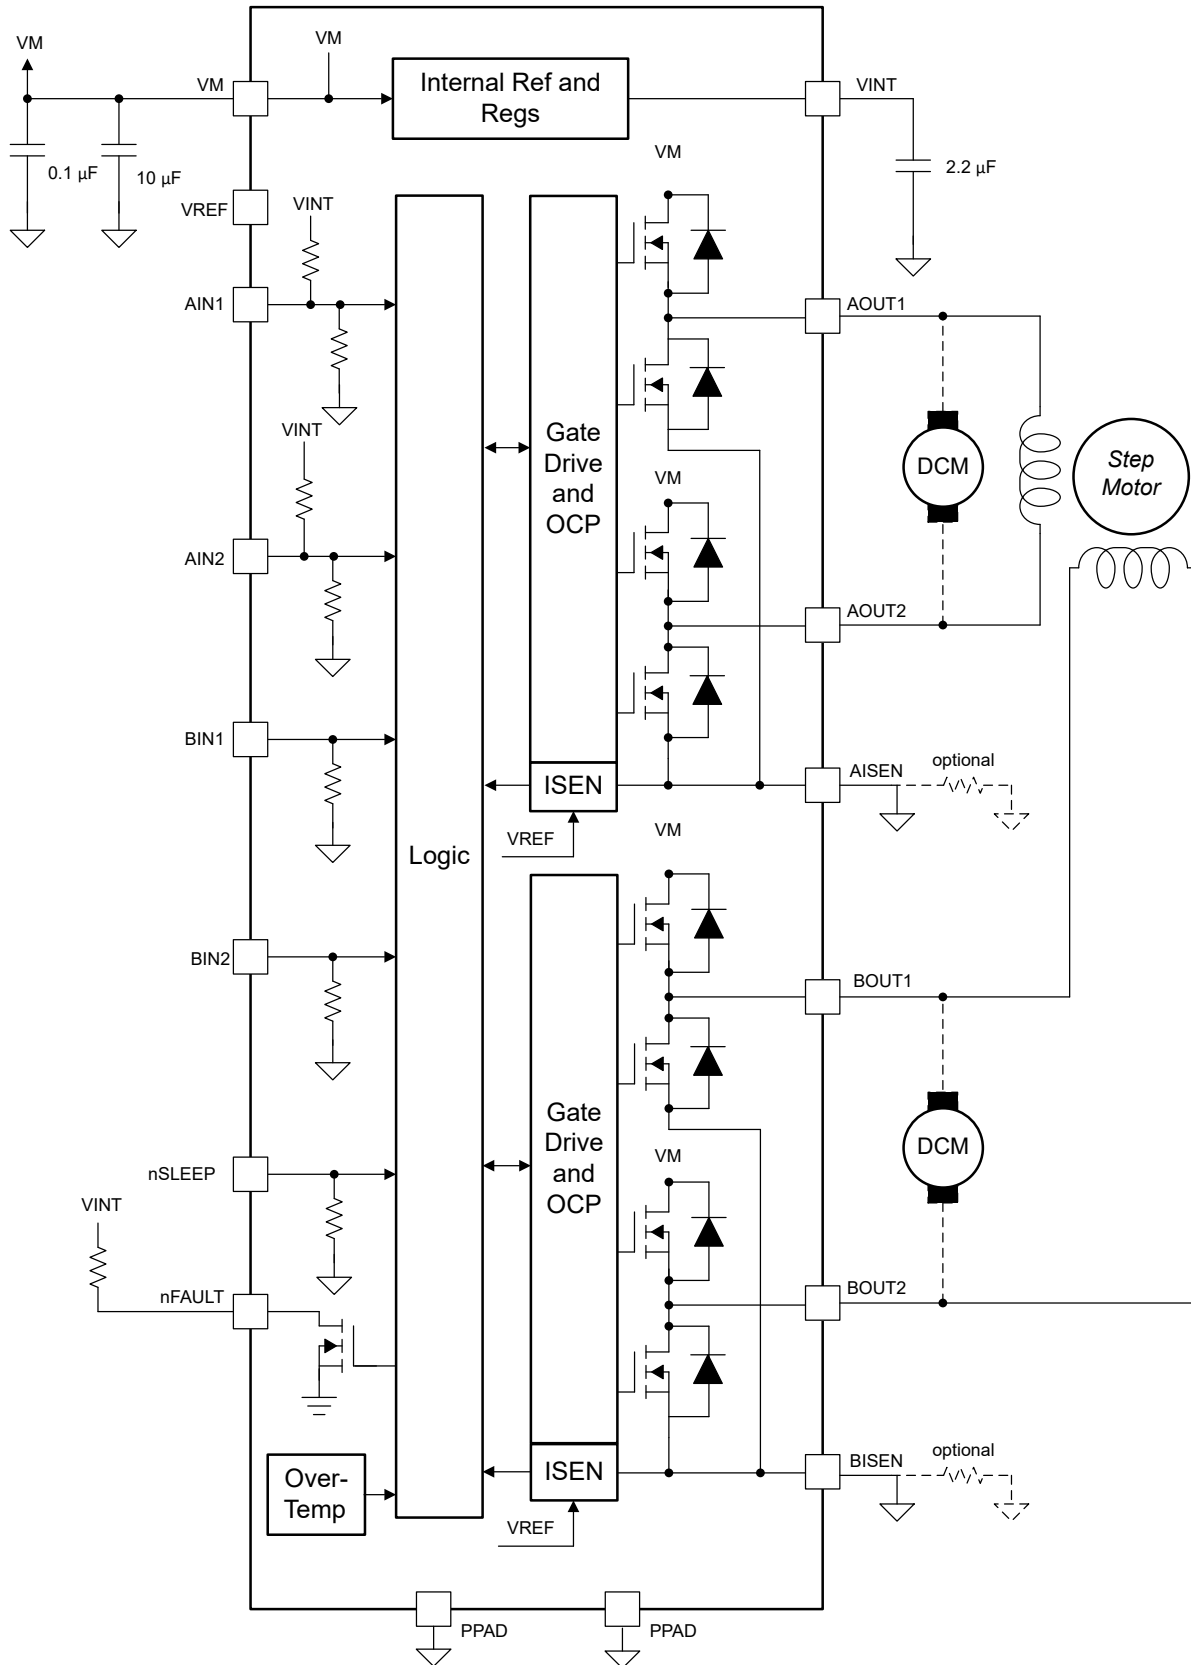 VM
VM
VM
Internal Ref and
Regs
VINT
0.1 µF
10 µF
2.2 µF
VREF
VINT
VM
AIN1
AOUT1
VINT
Gate
Drive
and
OCP
DCM
Step
Motor
VM
AIN2
AOUT2
BIN1
ISEN
AISEN
optional
VREF
VM
Logic
BIN2
BOUT1
Gate
Drive
and
OCP
DCM
VM
nSLEEP
VINT
nFAULT
BOUT2
Over-
Temp
ISEN
BISEN
optional
VREF
PPAD
PPAD